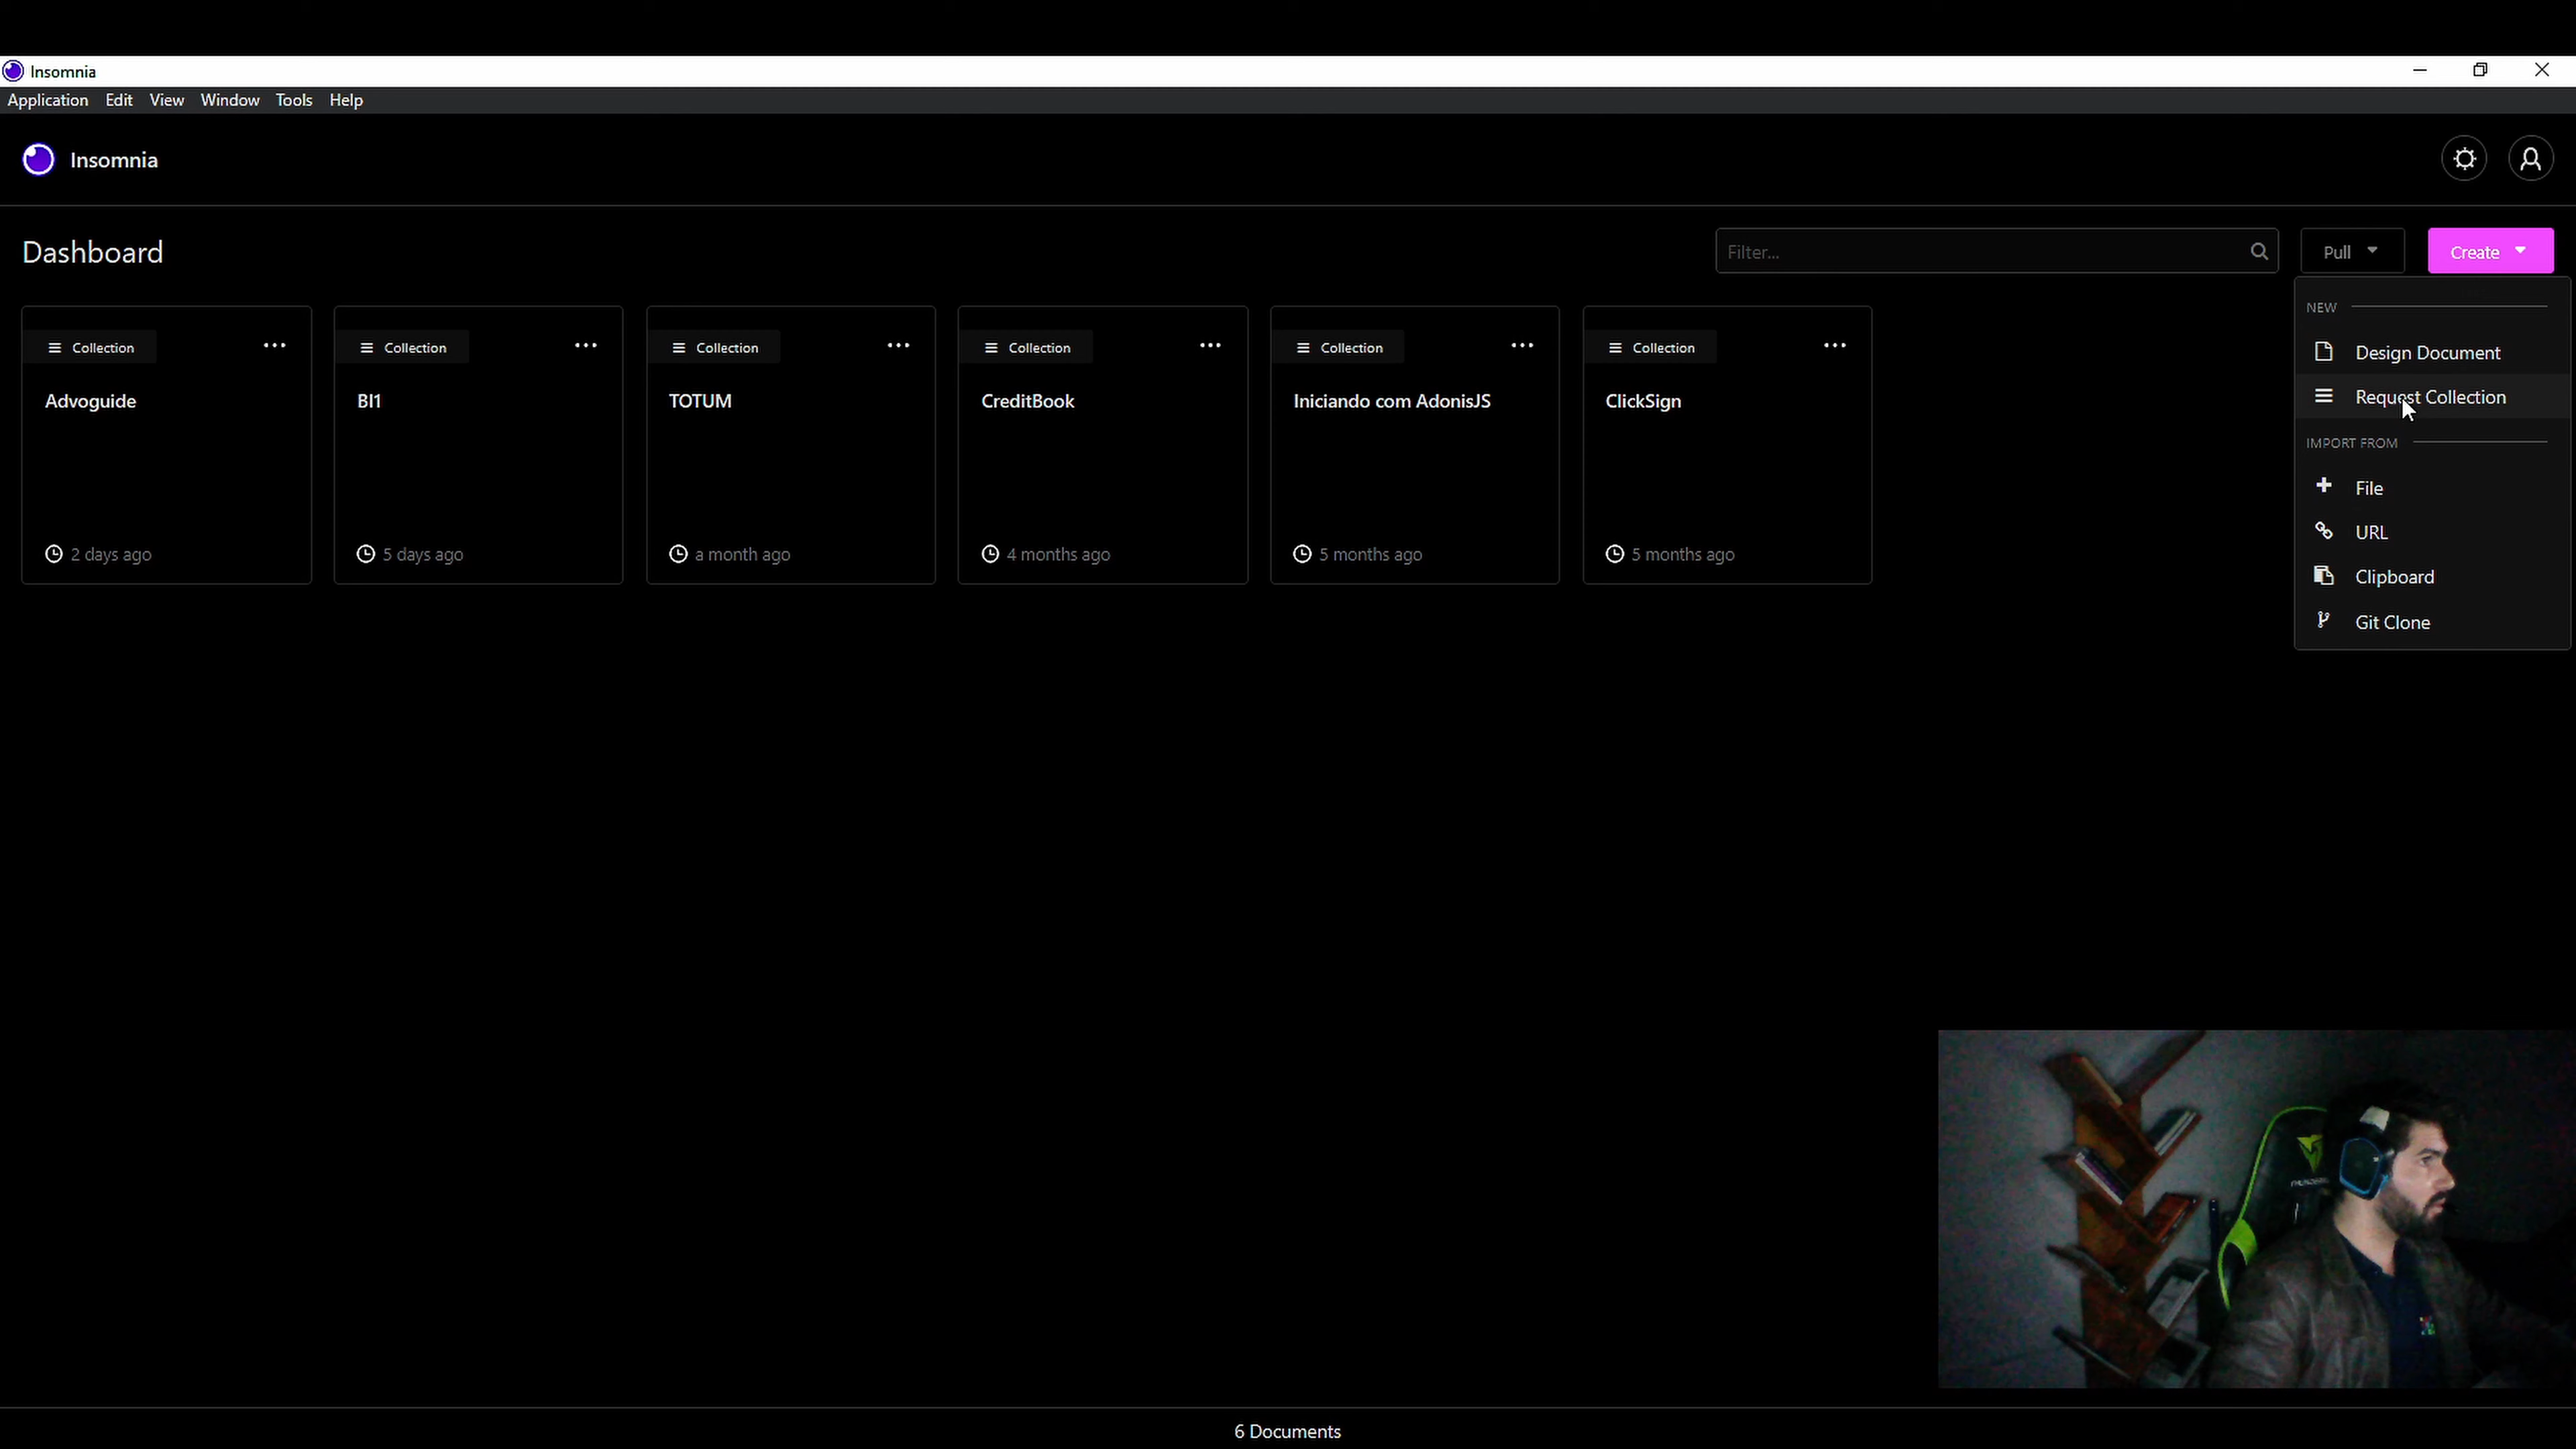 Insomnia
Application Edit View Window Tools Help
Insomnia
Dashboard
Filter...
Pull
Create
NEW
Design Document
Request Collection
IMPORT FROM
File
URL
Clipboard
Git Clone
Collection
Advoguide
2 days ago
Collection
BI1
5 days ago
Collection
TOTUM
a month ago
Collection
CreditBook
4 months ago
Collection
Iniciando com AdonisJS
5 months ago
Collection
ClickSign
5 months ago
6 Documents